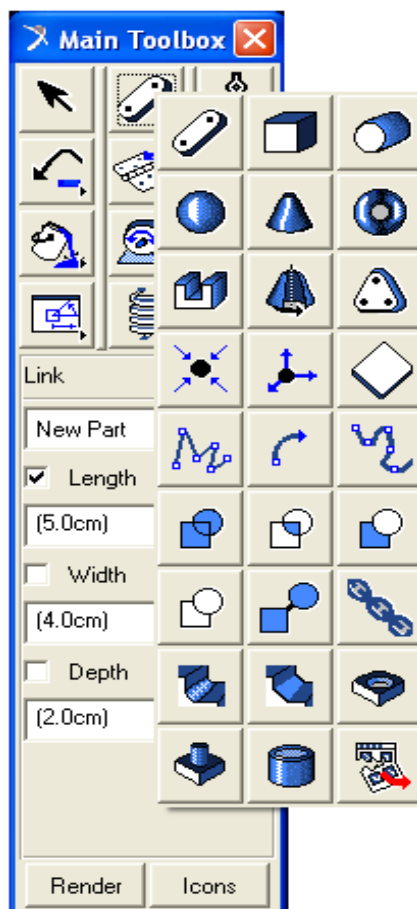 Main Toolbox
Link
New Part
Length
(5.0cm)
Width
(4.0cm)
Depth
(2.0cm)
Render Icons